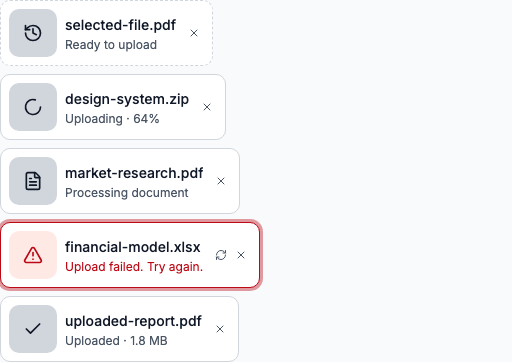 selected-file.pdf
Ready to upload
design-system.zip
Uploading · 64%
market-research.pdf
Processing document
financial-model.xlsx
Upload failed. Try again.
uploaded-report.pdf
Uploaded · 1.8 MB